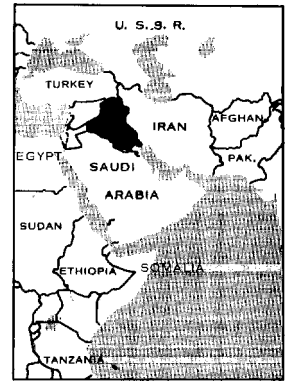 U. S. S. R.
TURKEY
IRAN
AFGHAN.
EGYPT
SAUDI
PAK.
ARABIA
SUDAN
ETHIOPIA
SOMALIA
TANZANIA